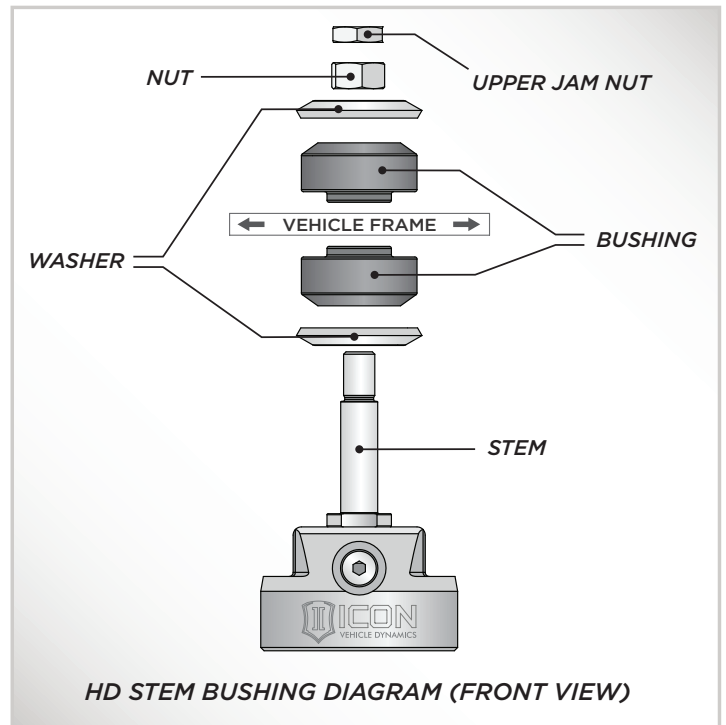 UPPER JAM NUT
NUT
VEHICLE FRAME
WASHER
BUSHING
STEM
ICON
VEHICLE DYNAMICS
HD STEM BUSHING DIAGRAM (FRONT VIEW)